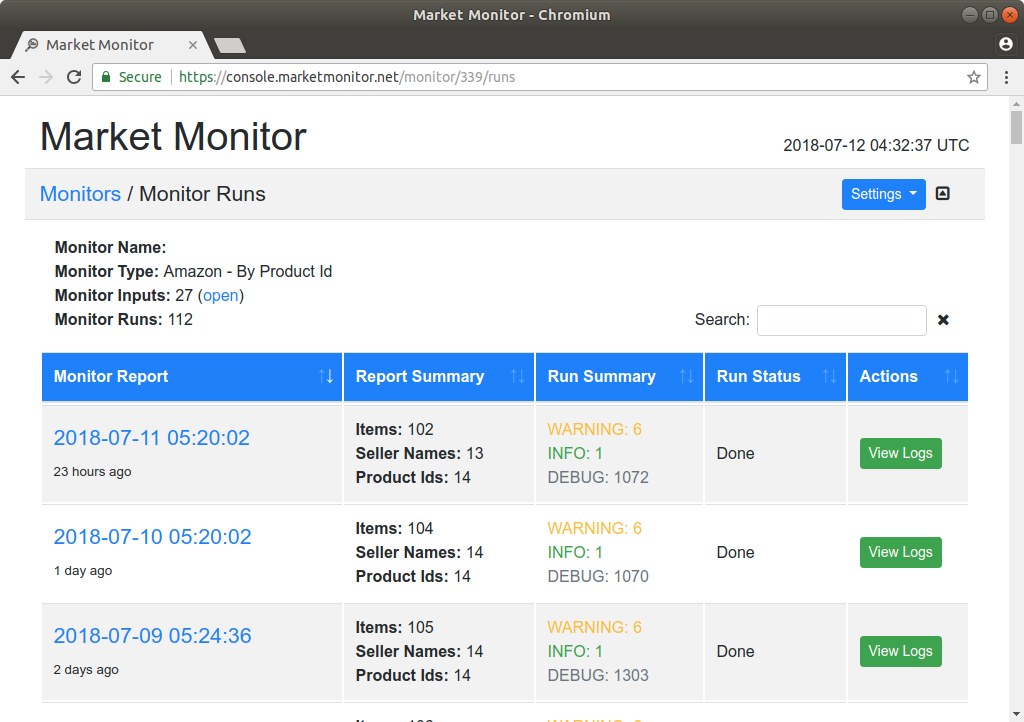 Market Monitor - Chromium
Market Monitor
Secure https://console.marketmonitor.net/monitor/339/runs
Market Monitor
2018-07-12 04:32:37 UTC
Monitors / Monitor Runs
Settings
Monitor Name:
Monitor Type: Amazon - By Product Id
Monitor Inputs: 27 (open)
Monitor Runs: 112
Search:
Monitor Report Report Summary Run Summary Run Status Actions
2018-07-11 05:20:02
23 hours ago
Items: 102
Seller Names: 13
Product Ids: 14
WARNING: 6
INFO: 1
DEBUG: 1072
Done
View Logs
2018-07-10 05:20:02
1 day ago
Items: 104
Seller Names: 14
Product Ids: 14
WARNING: 6
INFO: 1
DEBUG: 1070
Done
View Logs
2018-07-09 05:24:36
2 days ago
Items: 105
Seller Names: 14
Product Ids: 14
WARNING: 6
INFO: 1
DEBUG: 1303
Done
View Logs